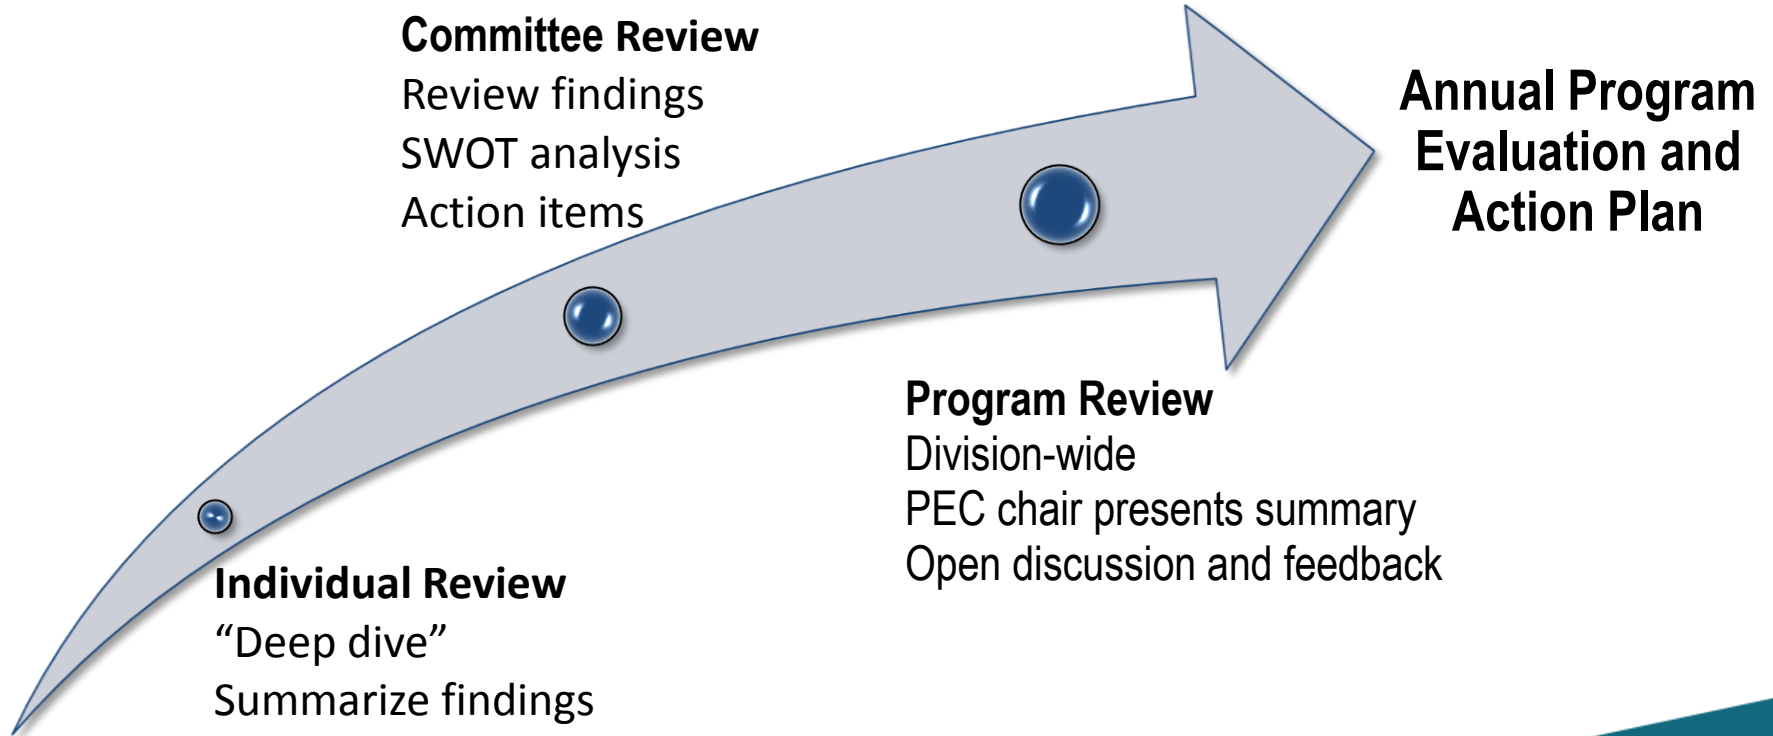 Committee Review
Review findings
SWOT analysis
Action items
Annual Program
Evaluation and
Action Plan
Program Review
Division-wide
PEC chair presents summary
Open discussion and feedback
Individual Review
“Deep dive”
Summarize findings